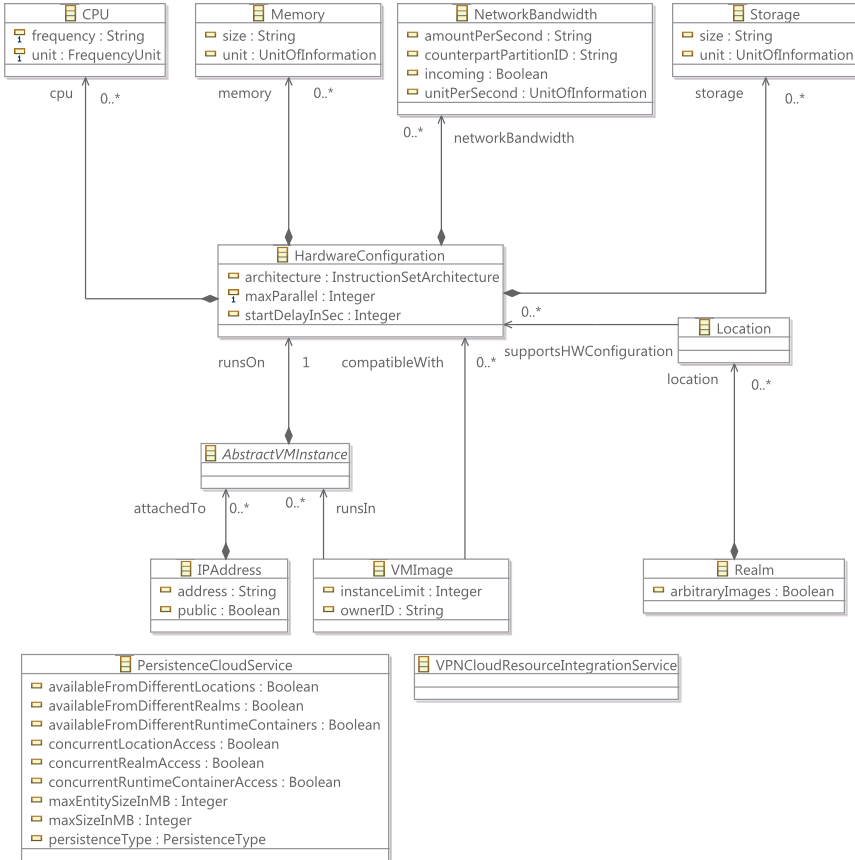 CPU
frequency : String
unit : FrequencyUnit
Memory
size : String
unit : UnitOfInformation
NetworkBandwidth
amountPerSecond : String
counterpartPartitionID : String
incoming : Boolean
unitPerSecond : UnitOfInformation
Storage
size : String
unit : UnitOfInformation
cpu
0..*
memory
0..*
0..*
networkBandwidth
storage
0..*
HardwareConfiguration
architecture : InstructionSetArchitecture
maxParallel : Integer
startDelayInSec : Integer
0..*
supportsHWConfiguration
Location
runsOn
1
compatibleWith
0..*
location
0..*
AbstractVMInstance
attachedTo
0..*
0..*
runsIn
IPAddress
address : String
public : Boolean
VMImage
instanceLimit : Integer
ownerID : String
Realm
arbitraryImages : Boolean
PersistenceCloudService
availableFromDifferentLocations : Boolean
availableFromDifferentRealms : Boolean
availableFromDifferentRuntimeContainers : Boolean
concurrentLocationAccess : Boolean
concurrentRealmAccess : Boolean
concurrentRuntimeContainerAccess : Boolean
maxEntitySizeInMB : Integer
maxSizeInMB : Integer
persistenceType : PersistenceType
VPNCloudResourceIntegrationService